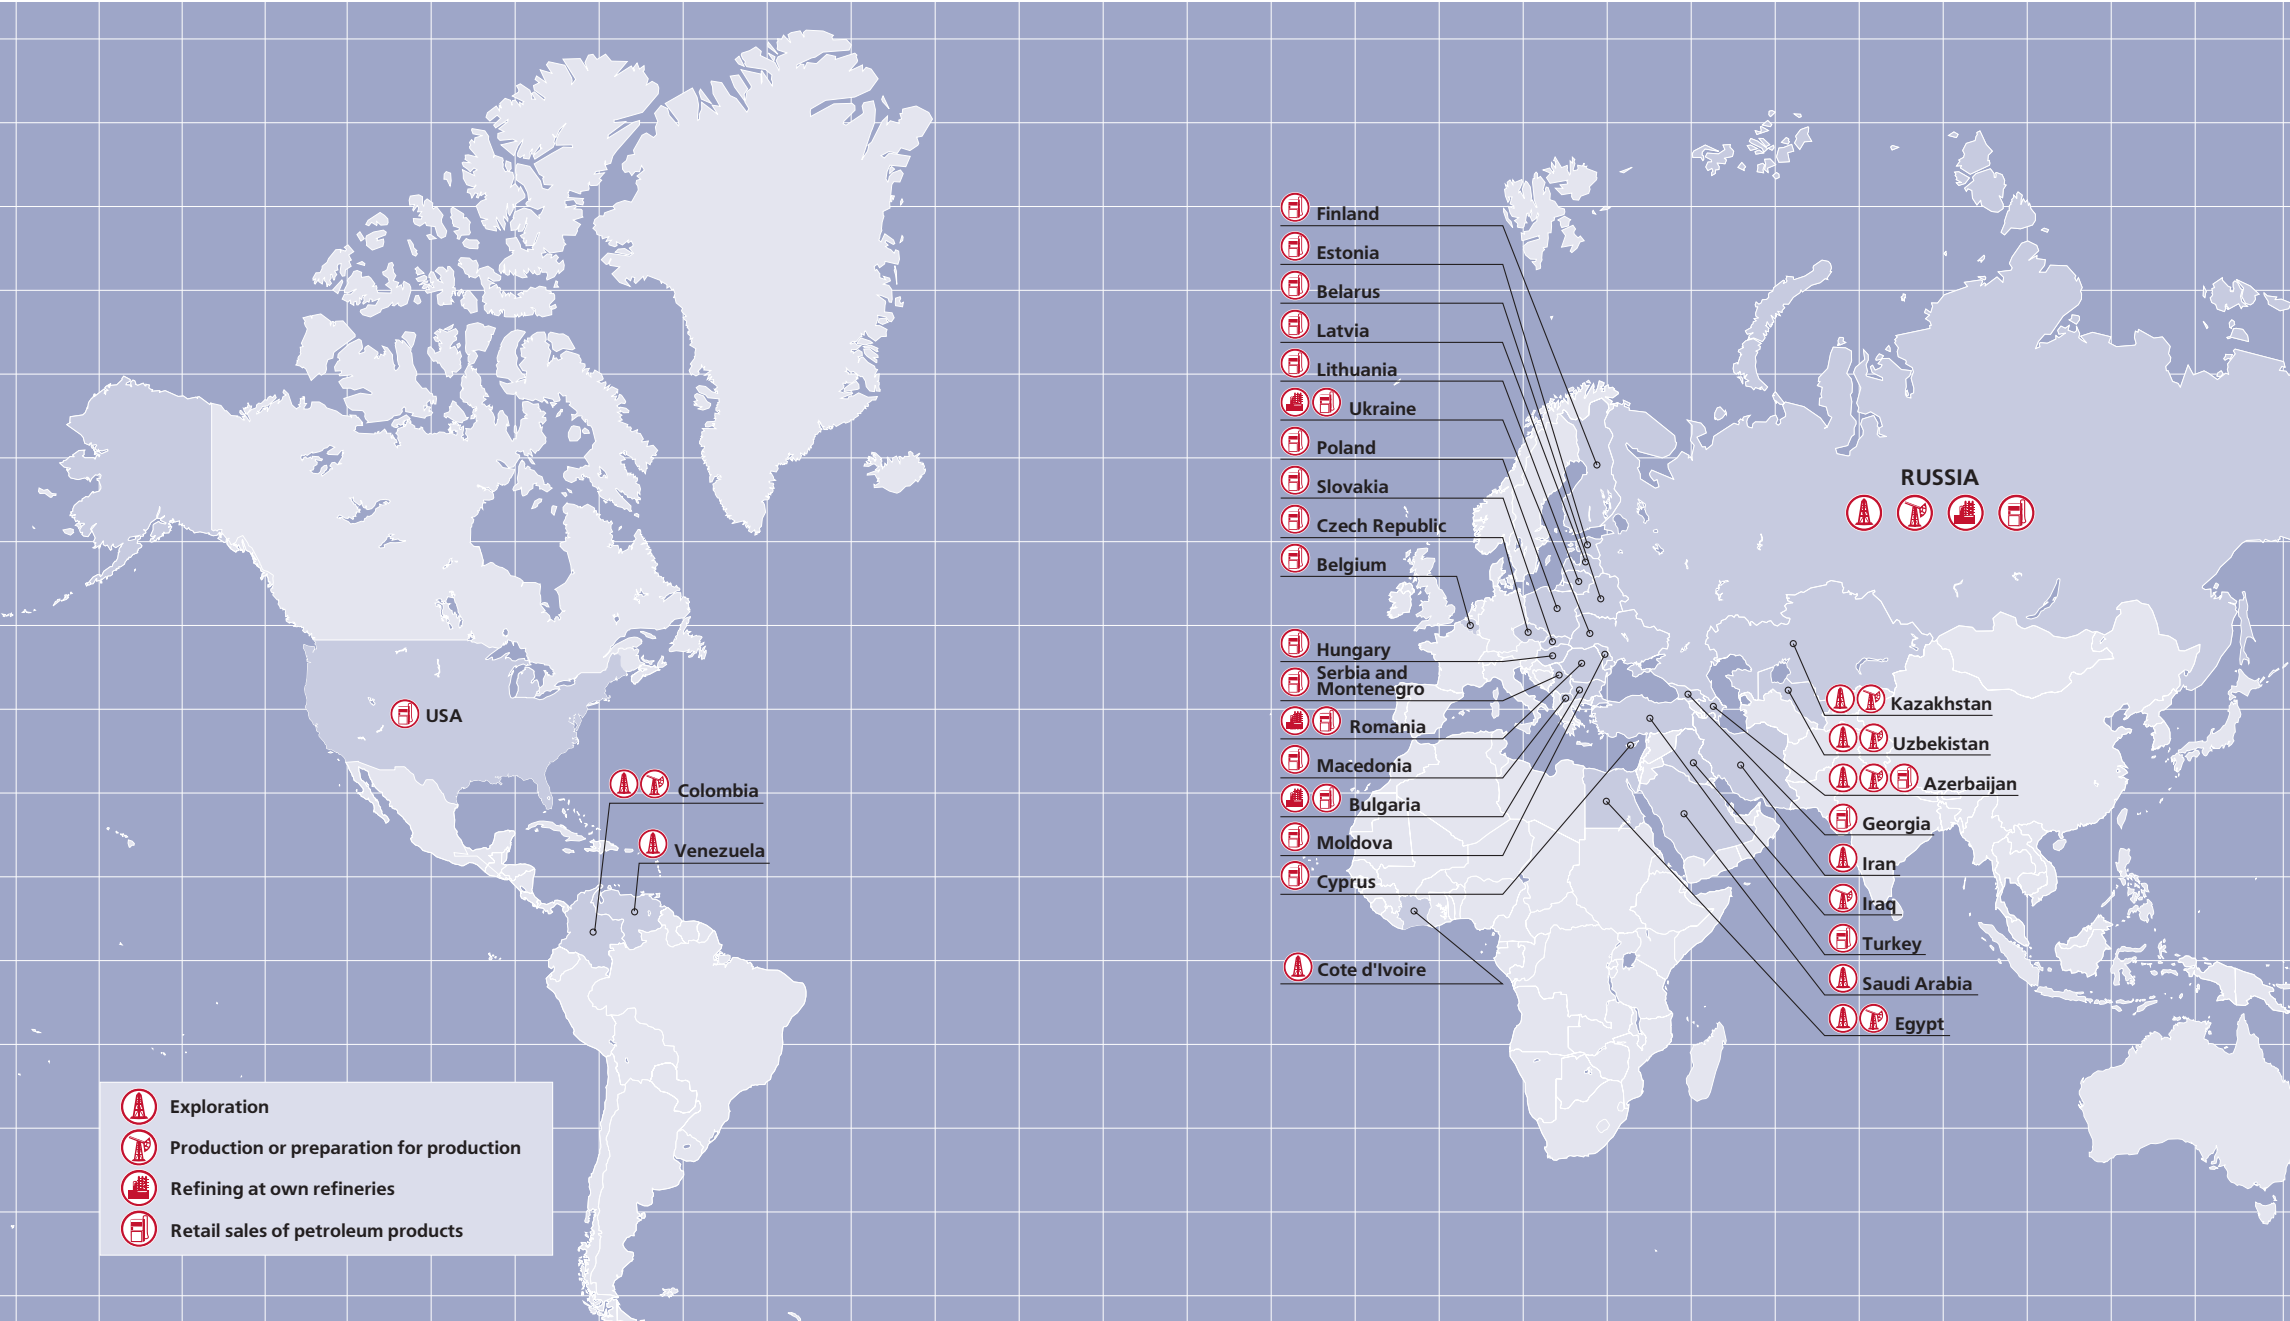 Finland
Estonia
Belarus
Latvia
Lithuania
Ukraine
Poland
Slovakia
Czech Republic
Belgium
Hungary
Serbia and
Montenegro
Romania
Macedonia
Bulgaria
Moldova
Cyprus
Cote d'Ivoire
RUSSIA
Kazakhstan
Uzbekistan
Azerbaijan
Georgia
Iran
Iraq
Turkey
Saudi Arabia
Egypt
USA
Colombia
Venezuela
Exploration
Production or preparation for production
Refining at own refineries
Retail sales of petroleum products